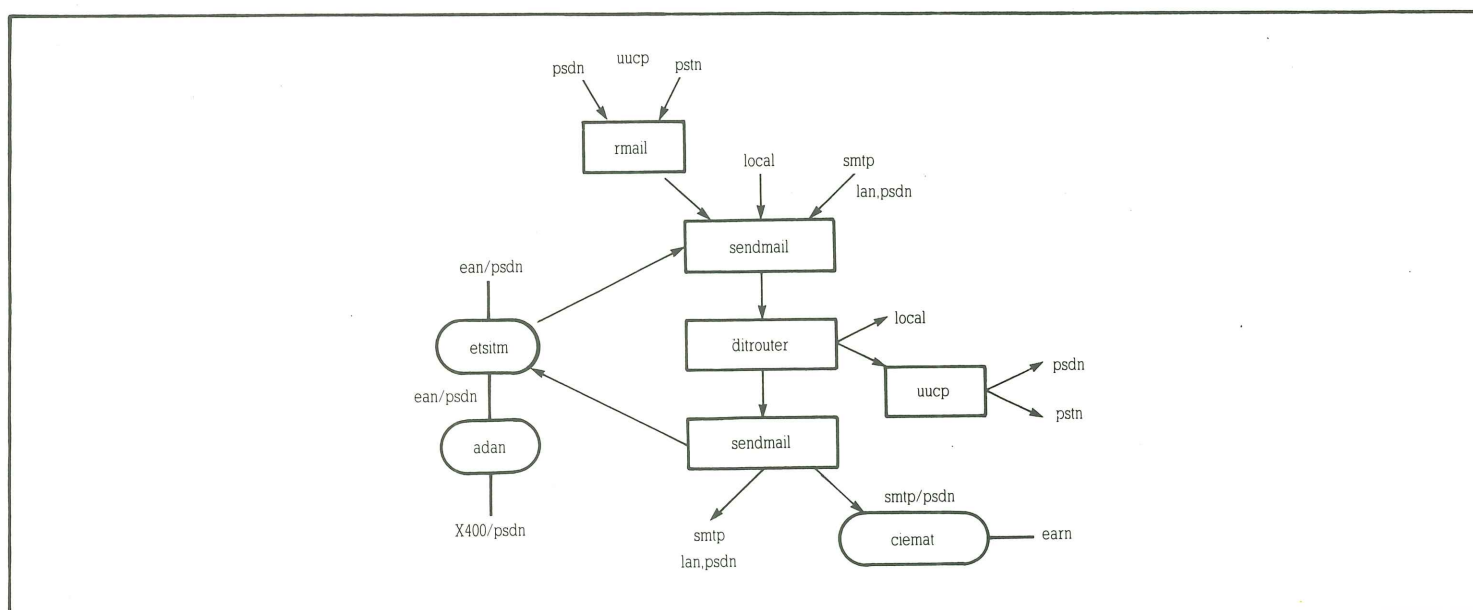 uucp
psdn pstn
rmail
local smtp
lan,psdn
sendmail
ean/psdn
etsitm
ditrouter
local
ean/psdn
uucp
psdn
pstn
adan
sendmail
X400/psdn
smtp
lan,psdn
smtp/psdn
ciemat
earn